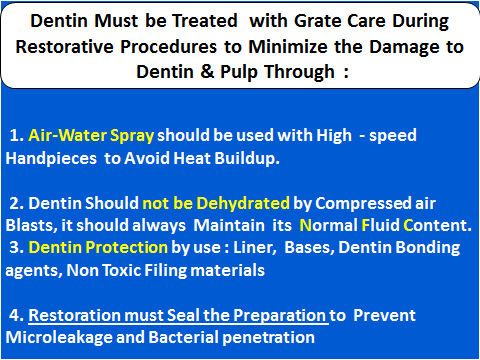 Dentin Must be Treated with Grate Care During
Restorative Procedures to Minimize the Damage to
Dentin & Pulp Through :
1. Air-Water Spray should be used with High - speed
Handpieces to Avoid Heat Buildup.
2. Dentin Should not be Dehydrated by Compressed air
Blasts, it should always Maintain its Normal Fluid Content.
3. Dentin Protection by use : Liner, Bases, Dentin Bonding
agents, Non Toxic Filing materials
4. Restoration must Seal the Preparation to Prevent
Microleakage and Bacterial penetration